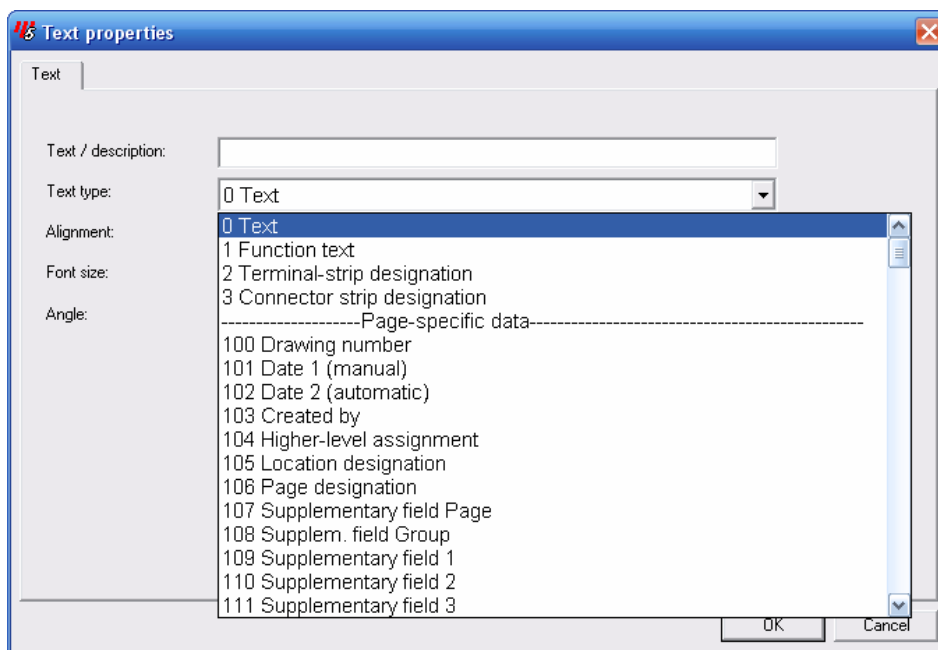 Text properties
Text
Text / description:
Text type:
0 Text
Alignment:
Font size:
Angle:
0 Text
1 Function text
2 Terminal-strip designation
3 Connector strip designation
--------------------Page-specific data------------------------------------------------
100 Drawing number
101 Date 1 (manual)
102 Date 2 (automatic)
103 Created by
104 Higher-level assignment
105 Location designation
106 Page designation
107 Supplementary field Page
108 Supplem. field Group
109 Supplementary field 1
110 Supplementary field 2
111 Supplementary field 3
OK
Cancel